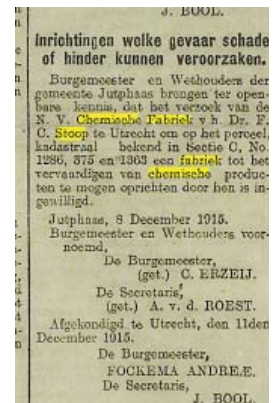 J. BOOL.
Inrichtingen welke gevaar schade
of hinder kunnen veroorzaken.
Burgemeester en Wethouders der
gemeente Jutphaas brengen ter open-
bare kennis, dat het verzoek van de
N. V. Chemische Fabriek v h. Dr. F.
C. Stoop te Utrecht om op het perceel,
kadastraal bekend in Sectie C, No.
1286, 375 en 1363 een fabriek tot het
vervaardigen van chemische produc-
ten te mogen oprichten door hen is in-
gewilligd.
Jutphaas, 8 December 1915.
Burgemeester en Wethouders voor-
noemd,
De Burgemeester,
(get.) C. ERZEIJ.
De Secretaris,
(get.) A. v. d. ROEST.
Afgekondigd te Utrecht, den 11den
December 1915.
De Burgemeester,
FOCKEMA ANDREÆ.
De Secretaris,
J. BOOL.